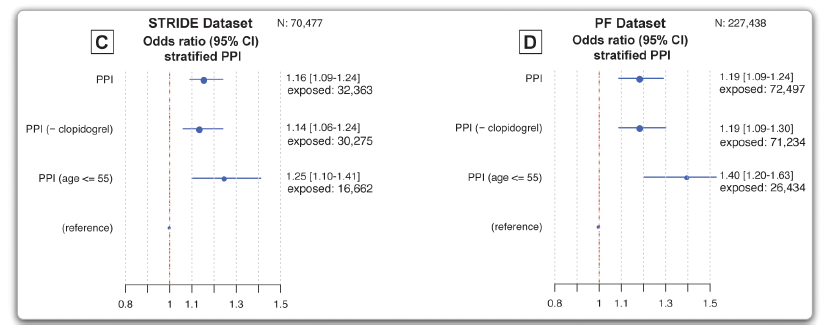 STRIDE Dataset
N: 70,477
C
Odds ratio (95% CI)
stratified PPI
PPI
1.16 [1.09-1.24]
exposed: 32,363
PPI (− clopidogrel)
1.14 [1.06-1.24]
exposed: 30,275
PPI (age <= 55)
1.25 [1.10-1.41]
exposed: 16,662
(reference)
0.8 1 1.1 1.3 1.5
PF Dataset
N: 227,438
D
Odds ratio (95% CI)
stratified PPI
PPI
1.19 [1.09-1.24]
exposed: 72,497
PPI (− clopidogrel)
1.19 [1.09-1.30]
exposed: 71,234
PPI (age <= 55)
1.40 [1.20-1.63]
exposed: 26,434
(reference)
0.8 1 1.1 1.3 1.5